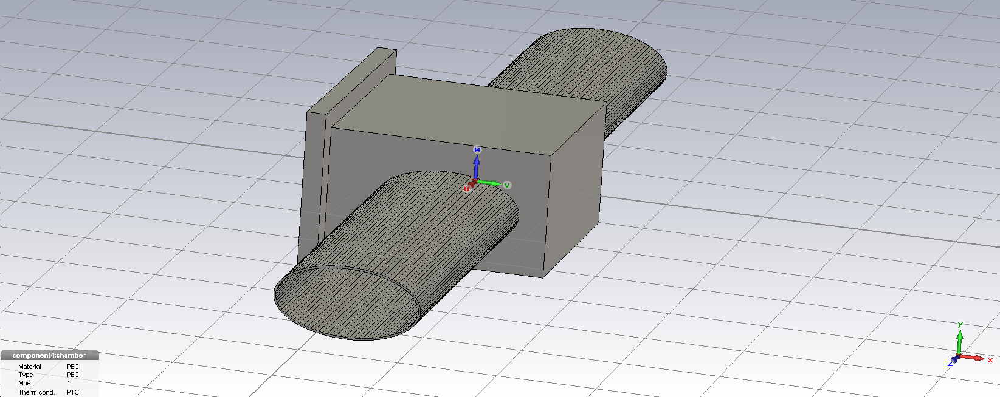 W
V
U
y
x
z
component4:chamber
Material PEC
Type PEC
Mue 1
Therm.cond. PTC